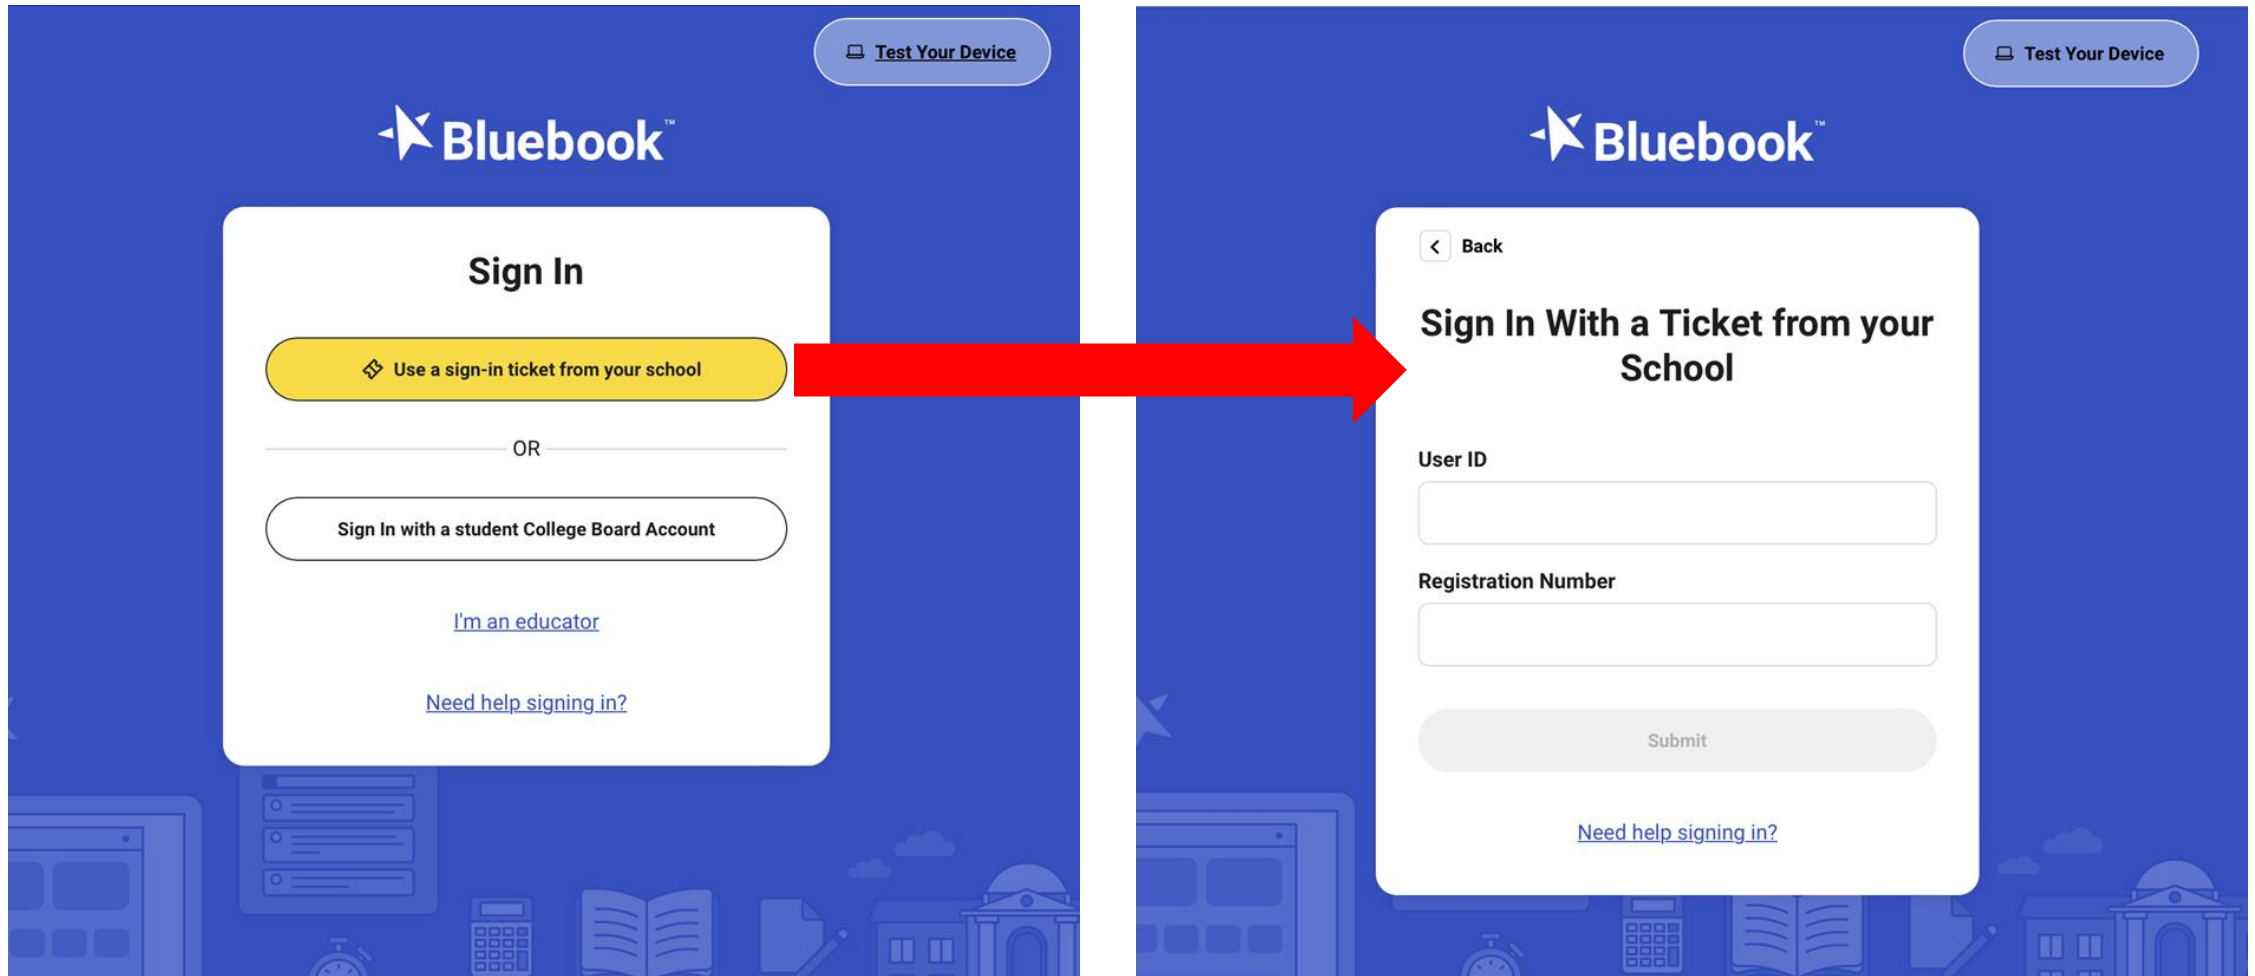 Test Your Device
Bluebook™
Sign In
Use a sign-in ticket from your school
OR
Sign In with a student College Board Account
I'm an educator
Need help signing in?
Test Your Device
Bluebook™
Back
Sign In With a Ticket from your
School
User ID
Registration Number
Submit
Need help signing in?